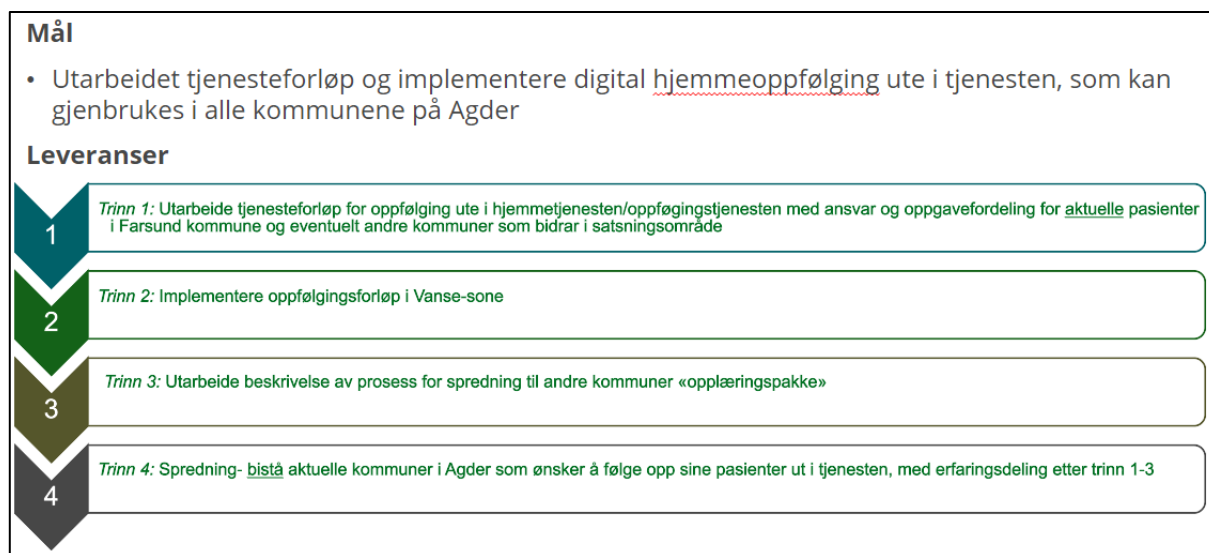 Mål
• Utarbeidet tjenesteforløp og implementere digital hjemmeoppfølging ute i tjenesten, som kan
gjenbrukes i alle kommunene på Agder
Leveranser
1
Trinn 1: Utarbeide tjenesteforløp for oppfølging ute i hjemmetjenesten/oppføgingstjenesten med ansvar og oppgavefordeling for aktuelle pasienter
i Farsund kommune og eventuelt andre kommuner som bidrar i satsningsområde
2
Trinn 2: Implementere oppfølgingsforløp i Vanse-sone
3
Trinn 3: Utarbeide beskrivelse av prosess for spredning til andre kommuner «opplæringspakke»
4
Trinn 4: Spredning- bistå aktuelle kommuner i Agder som ønsker å følge opp sine pasienter ut i tjenesten, med erfaringsdeling etter trinn 1-3